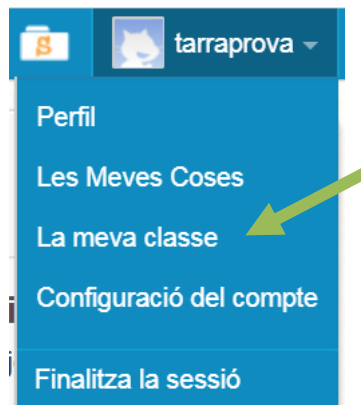 S
tarraprova
Perfil
Les Meves Coses
La meva classe
Configuració del compte
Finalitza la sessió